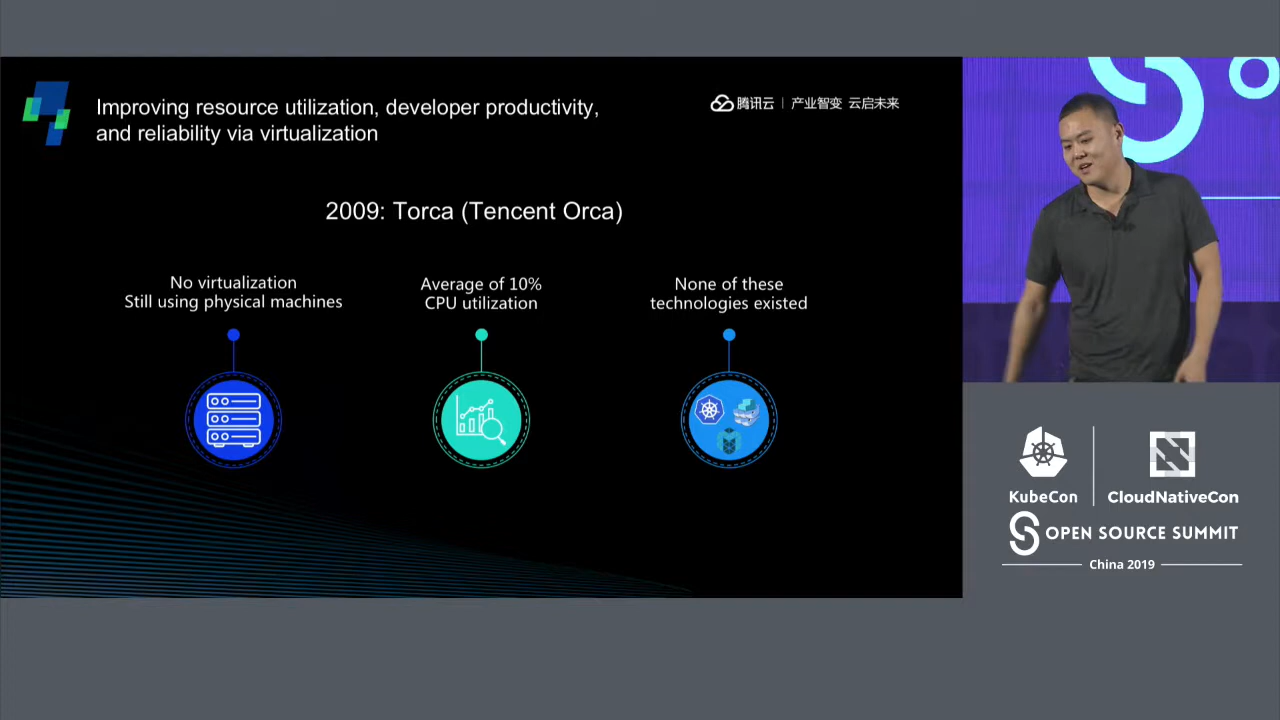 Improving resource utilization, developer productivity,
and reliability via virtualization
腾讯云 | 产业智变 云启未来
2009: Torca (Tencent Orca)
No virtualization
Still using physical machines
Average of 10%
CPU utilization
None of these
technologies existed
KubeCon
CloudNativeCon
OPEN SOURCE SUMMIT
China 2019